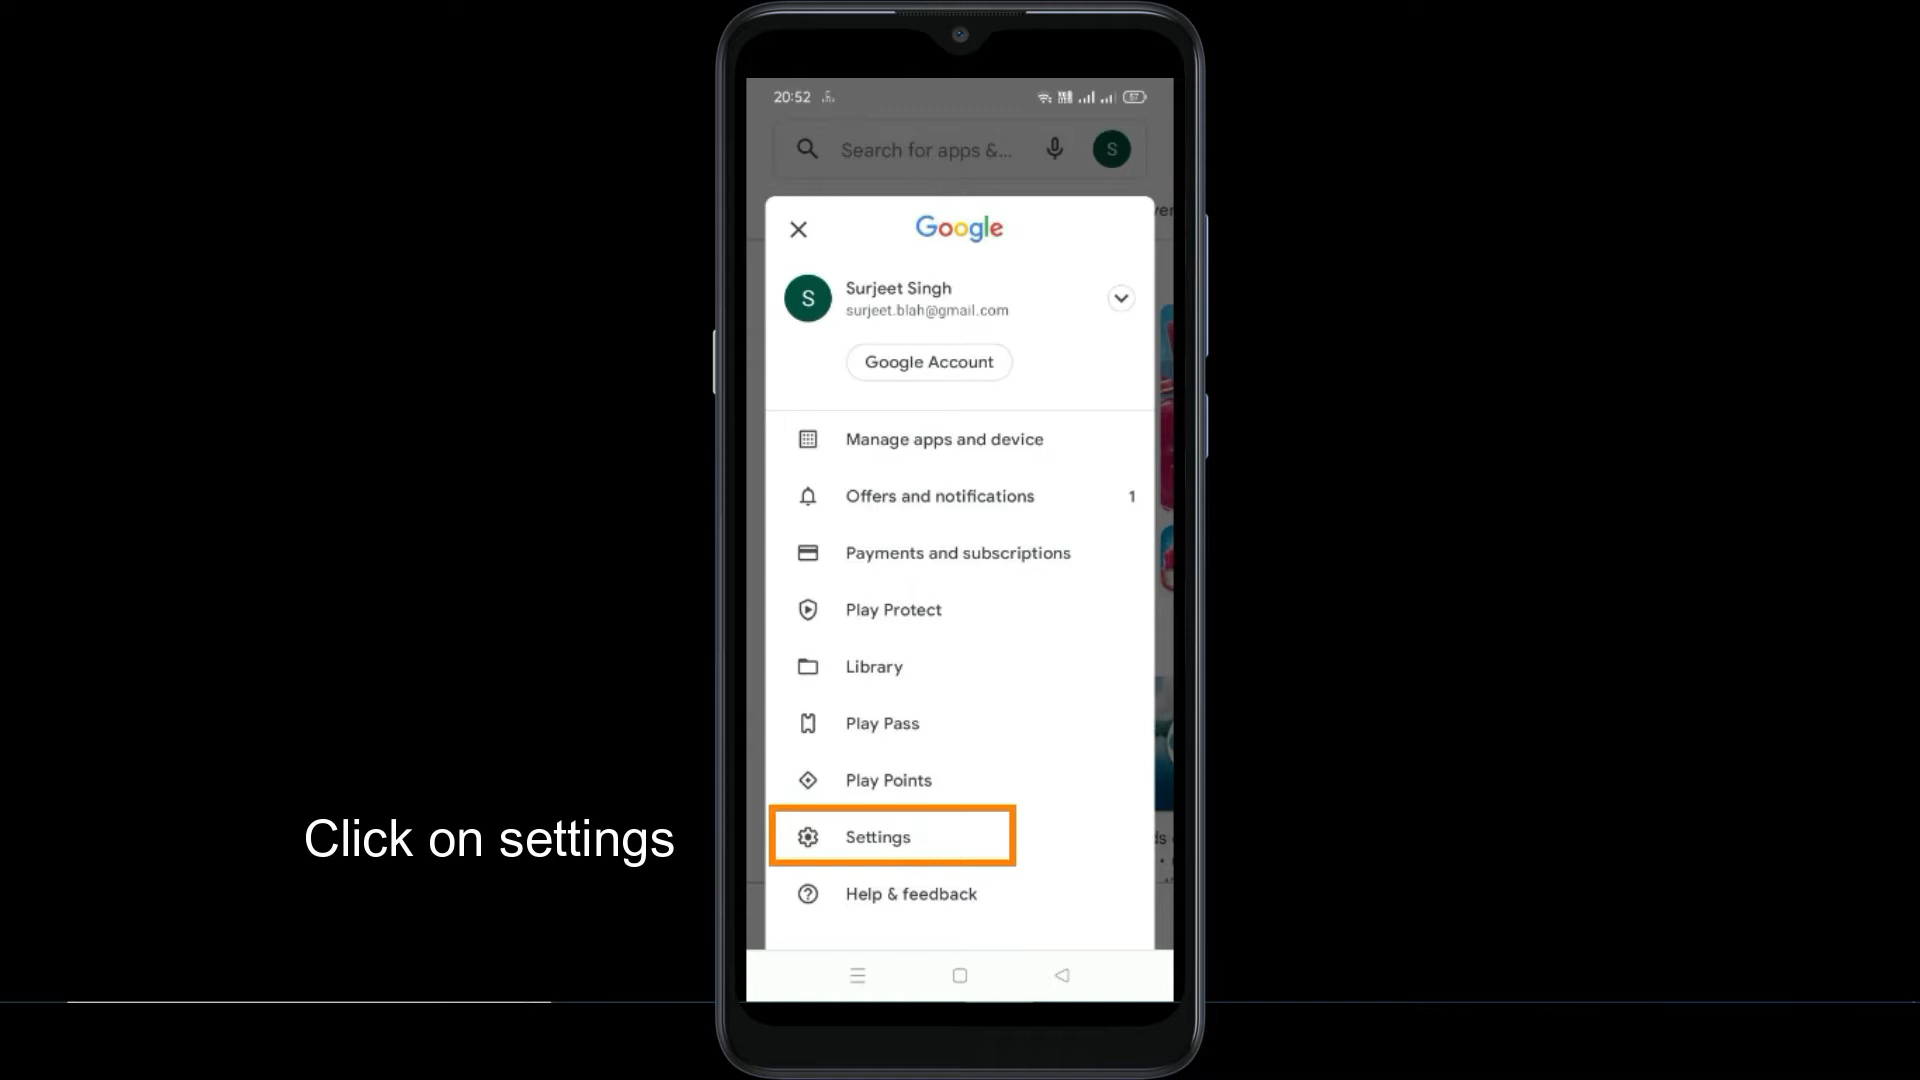 20:52
57
Search for apps &...
S
Google
S
Surjeet Singh
surjeet.blah@gmail.com
Google Account
Manage apps and device
Offers and notifications 1
Payments and subscriptions
Play Protect
Library
Play Pass
Play Points
Click on settings
Settings
Help & feedback